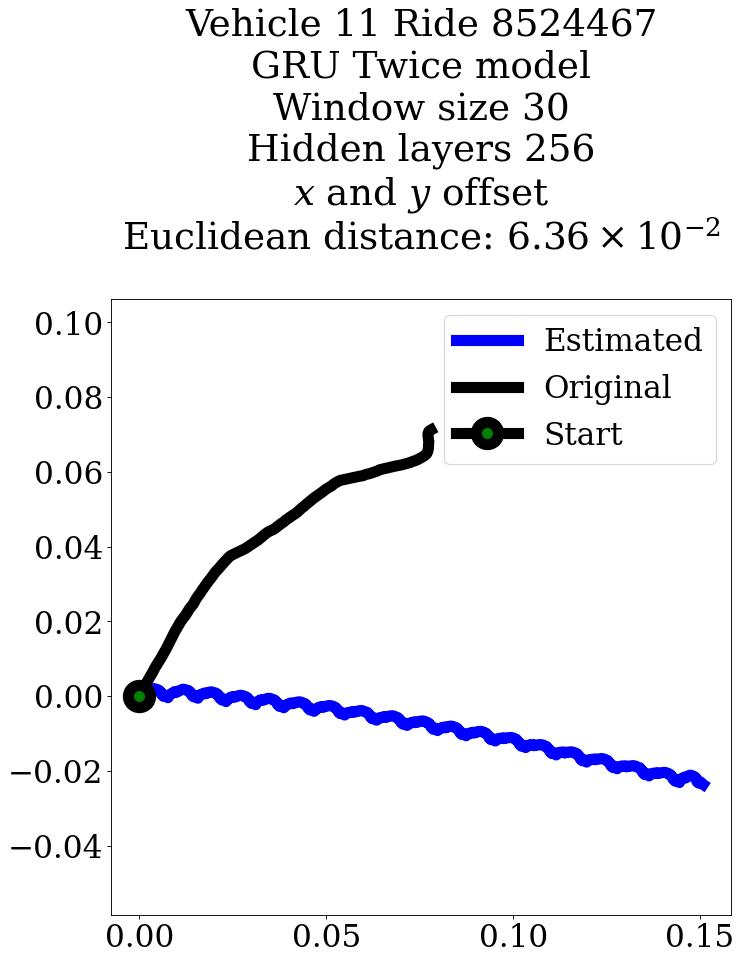 Vehicle 11 Ride 8524467
GRU Twice model
Window size 30
Hidden layers 256
x and y offset
Euclidean distance: 6.36 × 10⁻²
Estimated
Original
Start
0.10
0.08
0.06
0.04
0.02
0.00
−0.02
−0.04
0.00 0.05 0.10 0.15